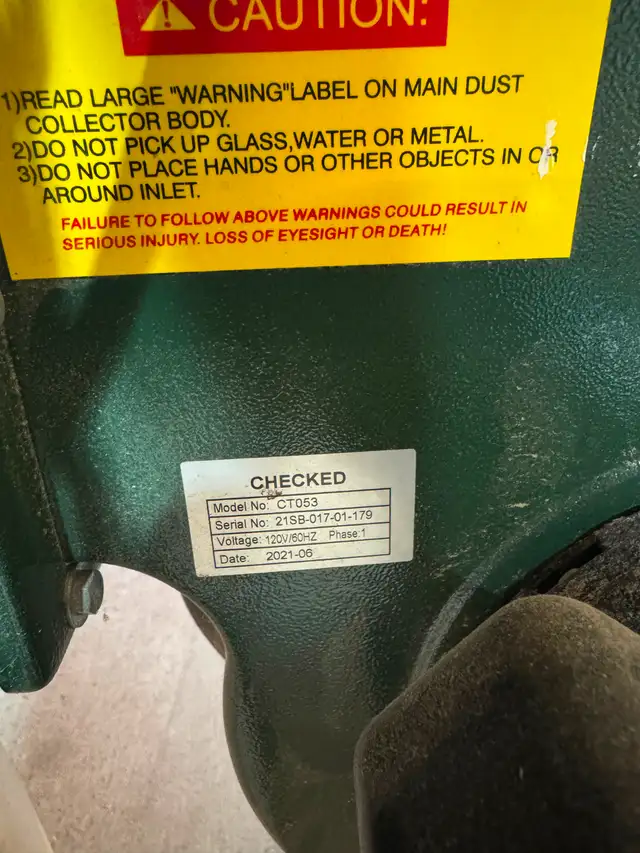 CAUTION:
1)READ LARGE "WARNING"LABEL ON MAIN DUST
COLLECTOR BODY.
2)DO NOT PICK UP GLASS,WATER OR METAL.
3)DO NOT PLACE HANDS OR OTHER OBJECTS IN OR
AROUND INLET.
FAILURE TO FOLLOW ABOVE WARNINGS COULD RESULT IN
SERIOUS INJURY. LOSS OF EYESIGHT OR DEATH!
CHECKED
Model No: CT053
Serial No: 21SB-017-01-179
Voltage: 120V/60HZ Phase:1
Date: 2021-06